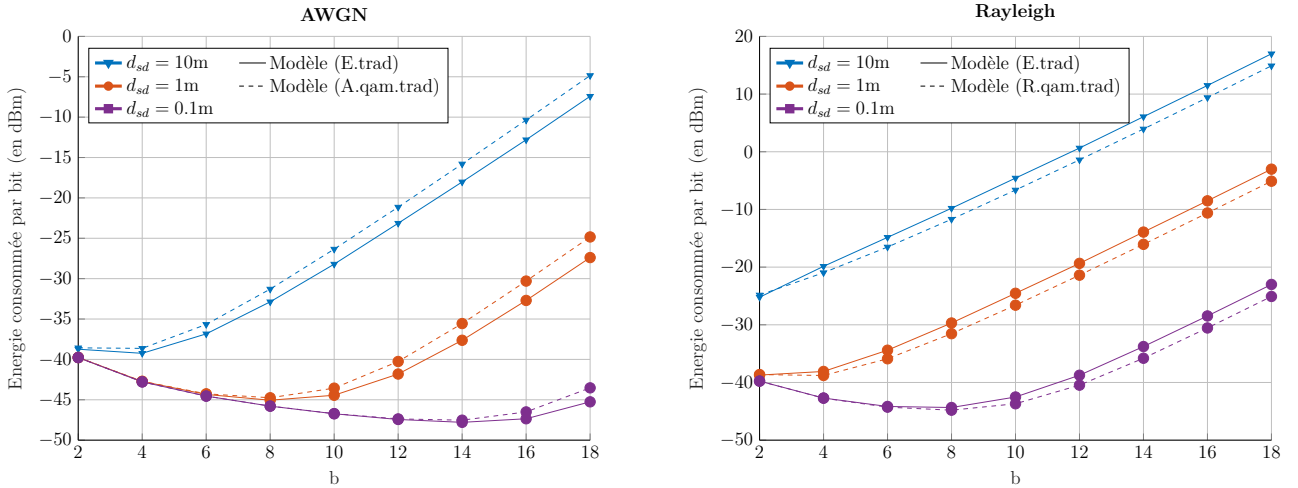 AWGN
Energie consommée par bit (en dBm)
0
−5
−10
−15
−20
−25
−30
−35
−40
−45
−50
d_sd = 10m
d_sd = 1m
d_sd = 0.1m
Modèle (E.trad)
Modèle (A.qam.trad)
2 4 6 8 10 12 14 16 18
b
Rayleigh
Energie consommée par bit (en dBm)
20
10
0
−10
−20
−30
−40
−50
d_sd = 10m
d_sd = 1m
d_sd = 0.1m
Modèle (E.trad)
Modèle (R.qam.trad)
2 4 6 8 10 12 14 16 18
b